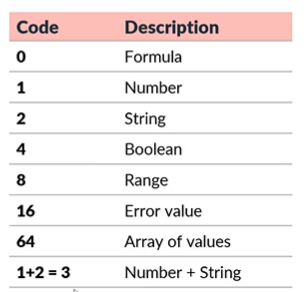 Code Description
0 Formula
1 Number
2 String
4 Boolean
8 Range
16 Error value
64 Array of values
1+2 = 3 Number + String